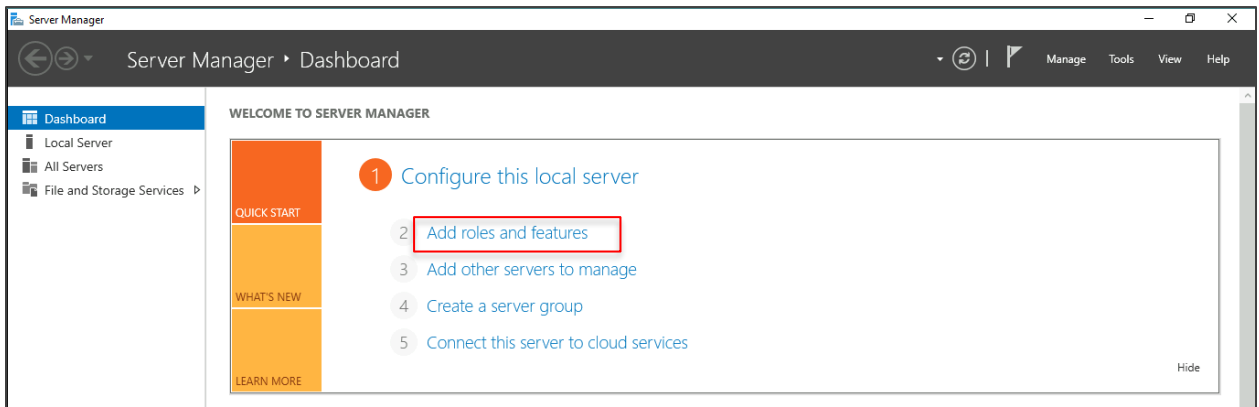 Server Manager
Server Manager ‣ Dashboard
Manage Tools View Help
Dashboard
Local Server
All Servers
File and Storage Services
WELCOME TO SERVER MANAGER
QUICK START
WHAT'S NEW
LEARN MORE
1 Configure this local server
2 Add roles and features
3 Add other servers to manage
4 Create a server group
5 Connect this server to cloud services
Hide